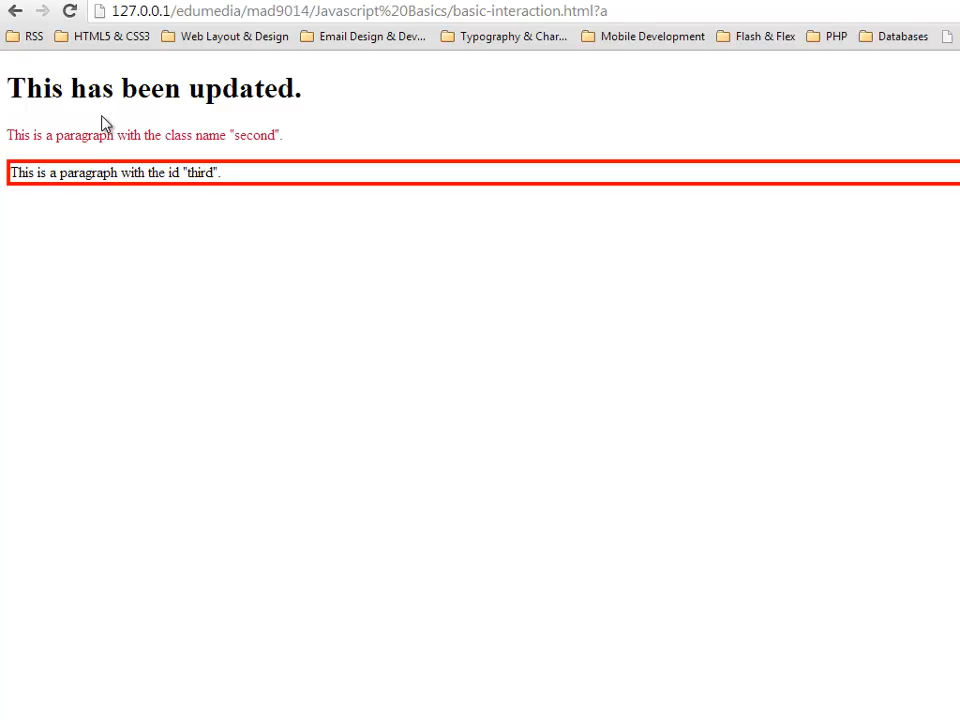 127.0.0.1/edumedia/mad9014/Javascript%20Basics/basic-interaction.html?a
RSS HTML5 & CSS3 Web Layout & Design Email Design & Dev... Typography & Char... Mobile Development Flash & Flex PHP Databases
This has been updated.
This is a paragraph with the class name "second".
This is a paragraph with the id "third".